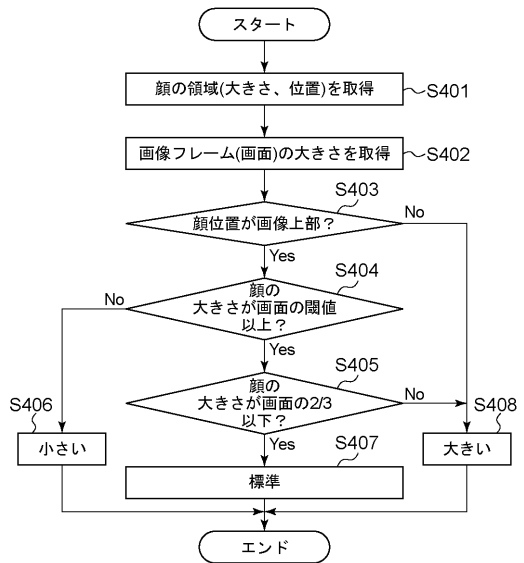 スタート
顔の領域(大きさ、位置)を取得
S401
画像フレーム(画面)の大きさを取得
S402
S403
顔位置が画像上部？
No
Yes
S404
顔の
大きさが画面の閾値
以上？
No
Yes
S405
顔の
大きさが画面の2/3
以下？
No
Yes
S406
小さい
S407
標準
S408
大きい
エンド